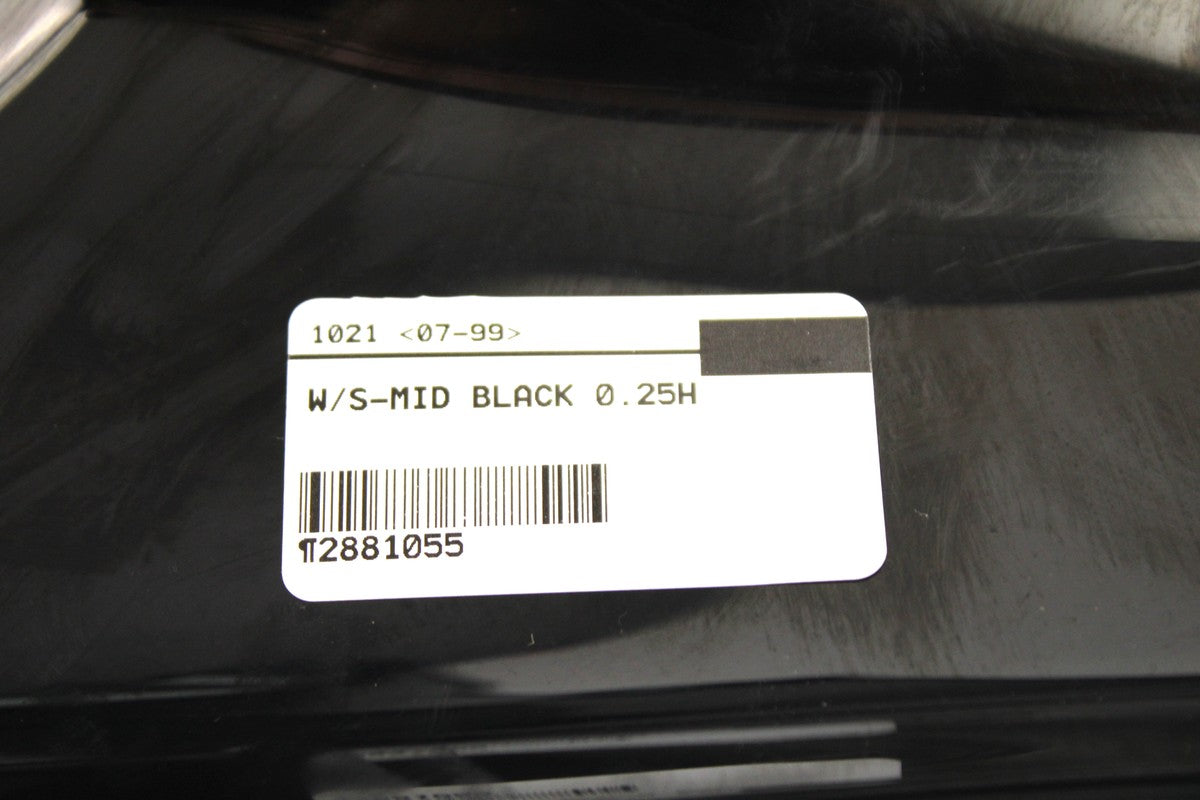 1021 <07-99>
W/S-MID BLACK 0.25H
¶2881055